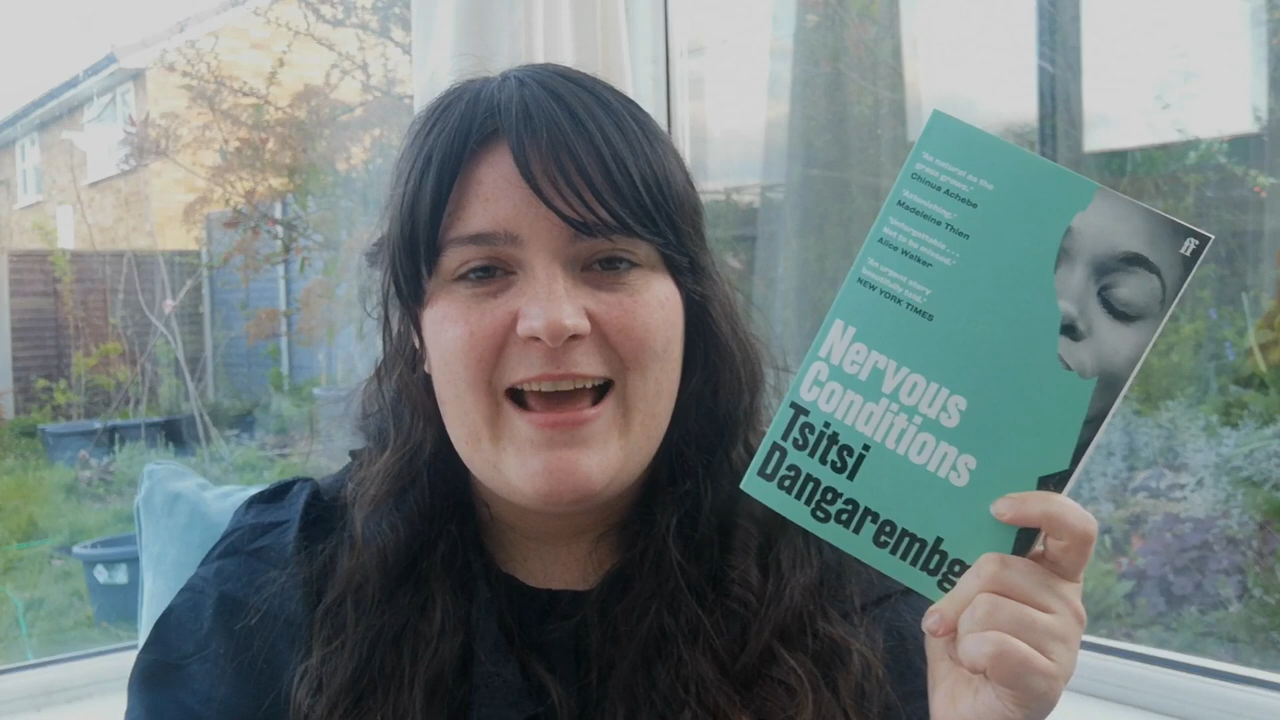 "As natural as the
grass grows."
Chinua Achebe
"Astonishing."
Madeleine Thien
"Unforgettable...
Not to be missed."
Alice Walker
"An urgent story
beautifully told."
NEW YORK TIMES
ff
Nervous
Conditions
Tsitsi
Dangaremb